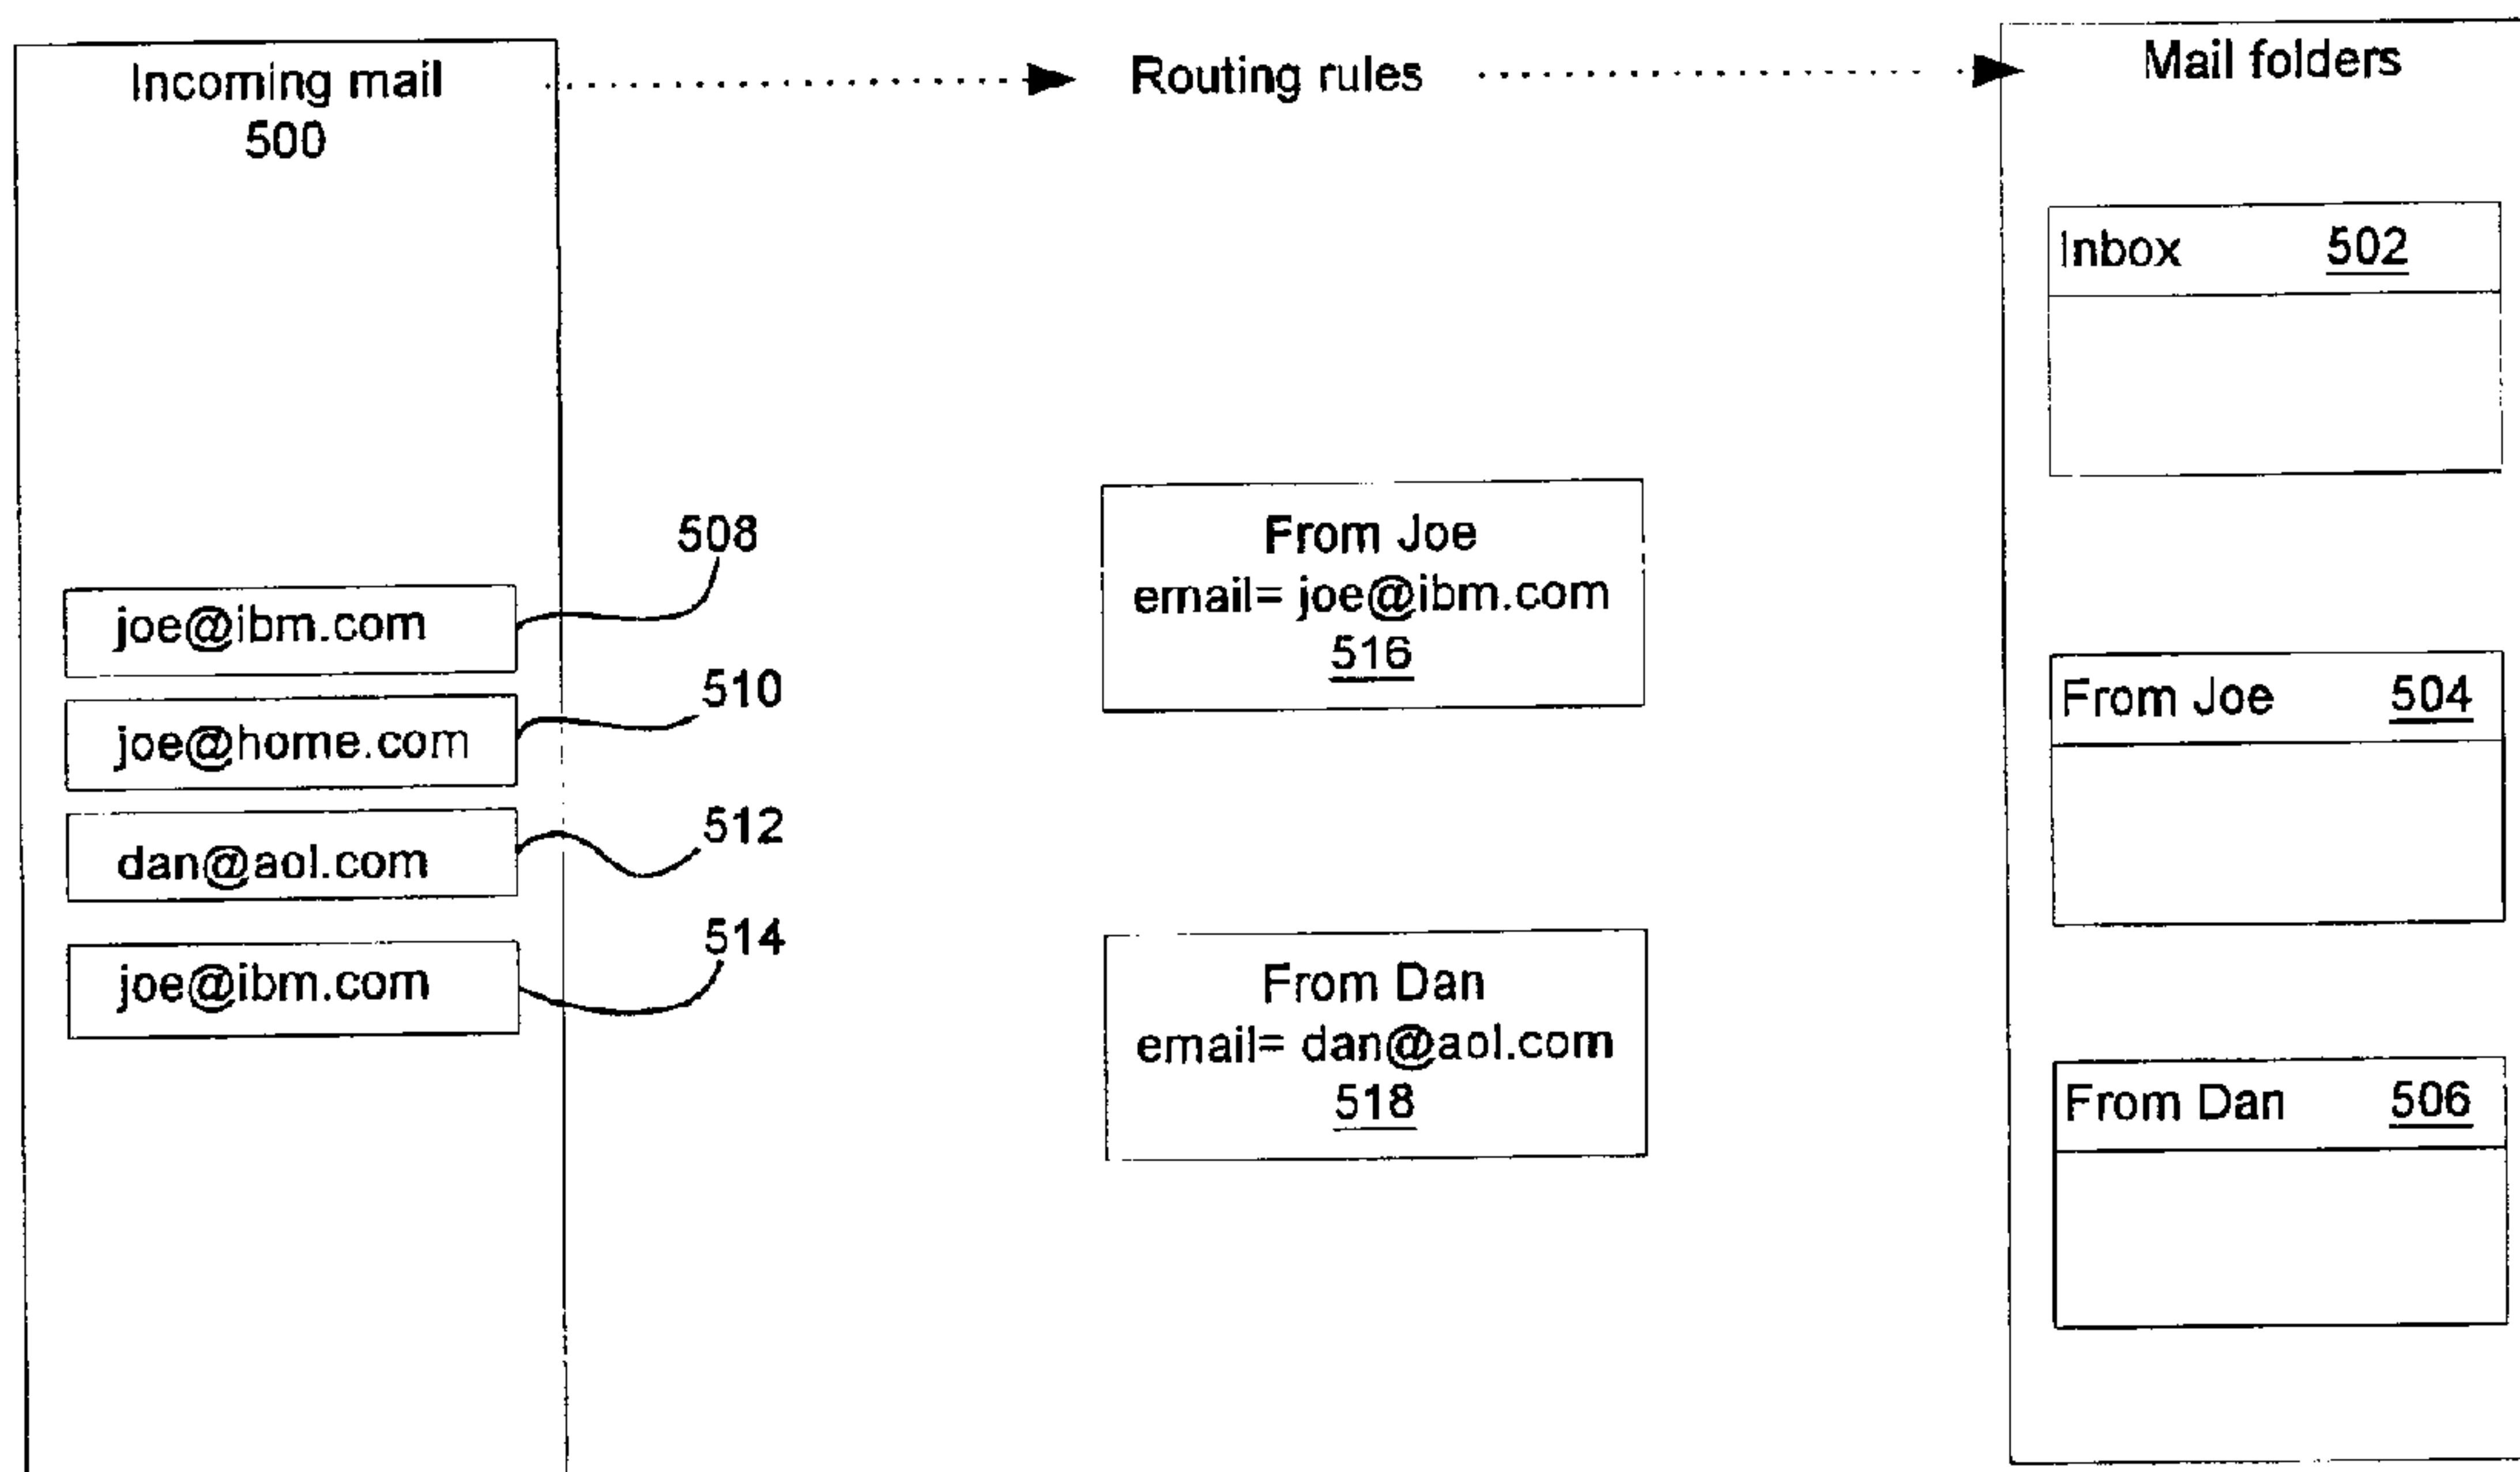 Incoming mail
500
Routing rules
Mail folders
Inbox 502
508
joe@ibm.com
510
joe@home.com
512
dan@aol.com
514
joe@ibm.com
From Joe
email= joe@ibm.com
516
From Dan
email= dan@aol.com
518
From Joe 504
From Dan 506